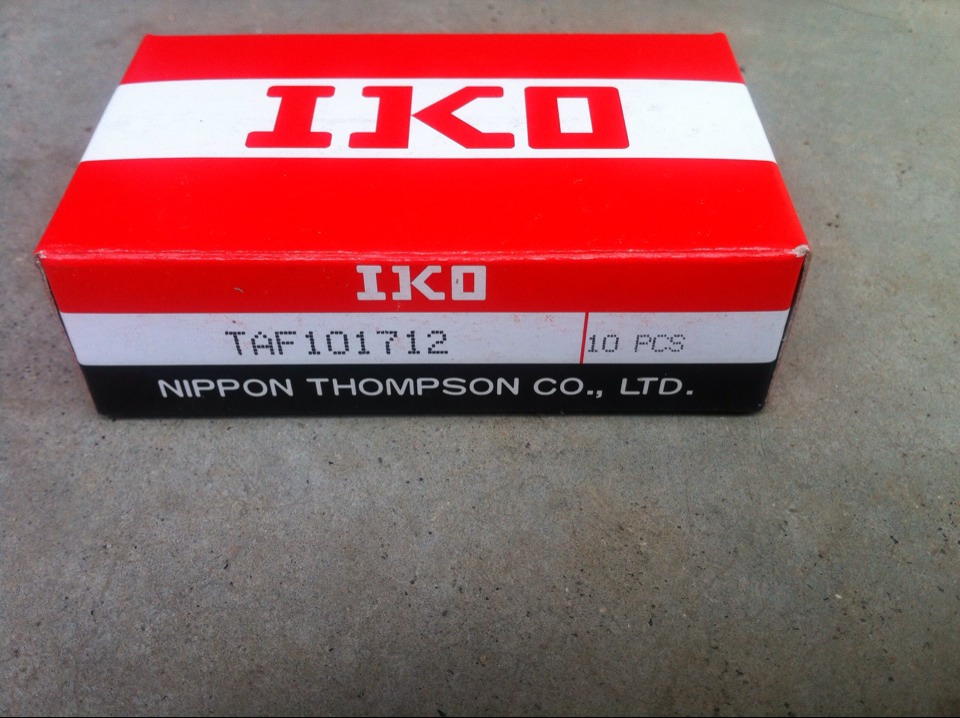 IKO
IKO
TAF101712 10 PCS
NIPPON THOMPSON CO., LTD.